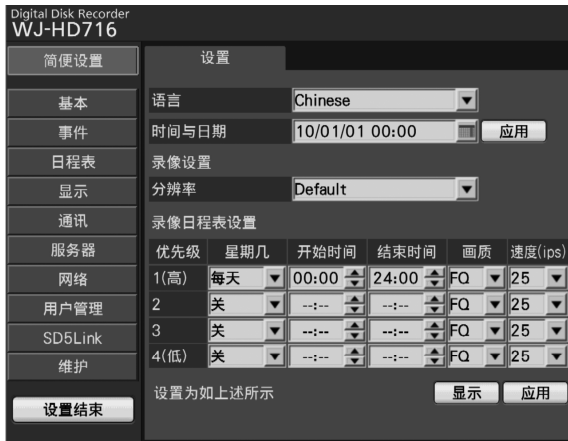 Digital Disk Recorder
WJ-HD716
简便设置
基本
事件
日程表
显示
通讯
服务器
网络
用户管理
SD5Link
维护
设置结束
设置
语言 Chinese
时间与日期 10/01/01 00:00 应用
录像设置
分辨率 Default
录像日程表设置
优先级 星期几 开始时间 结束时间 画质 速度(ips)
1(高) 每天 00:00 24:00 FQ 25
2 关 --:-- --:-- FQ 25
3 关 --:-- --:-- FQ 25
4(低) 关 --:-- --:-- FQ 25
设置为如上述所示 显示 应用